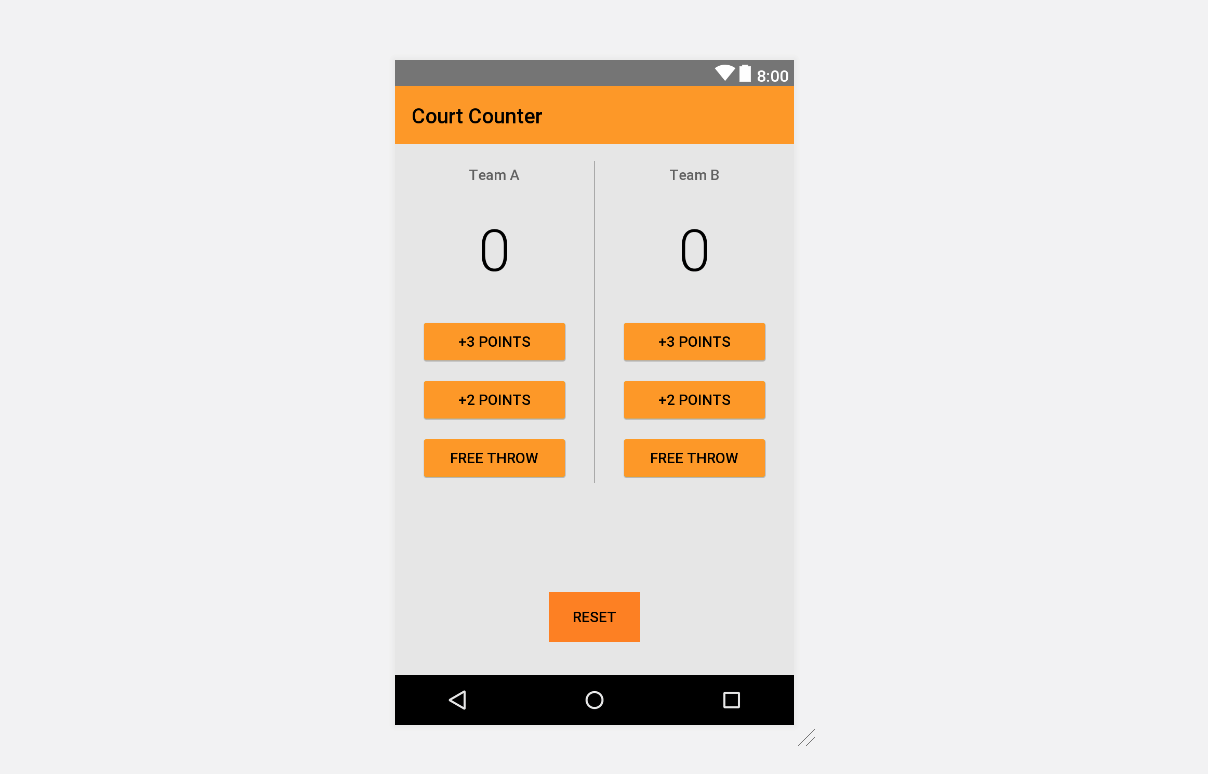 8:00
Court Counter
Team A Team B
0 0
+3 POINTS +3 POINTS
+2 POINTS +2 POINTS
FREE THROW FREE THROW
RESET